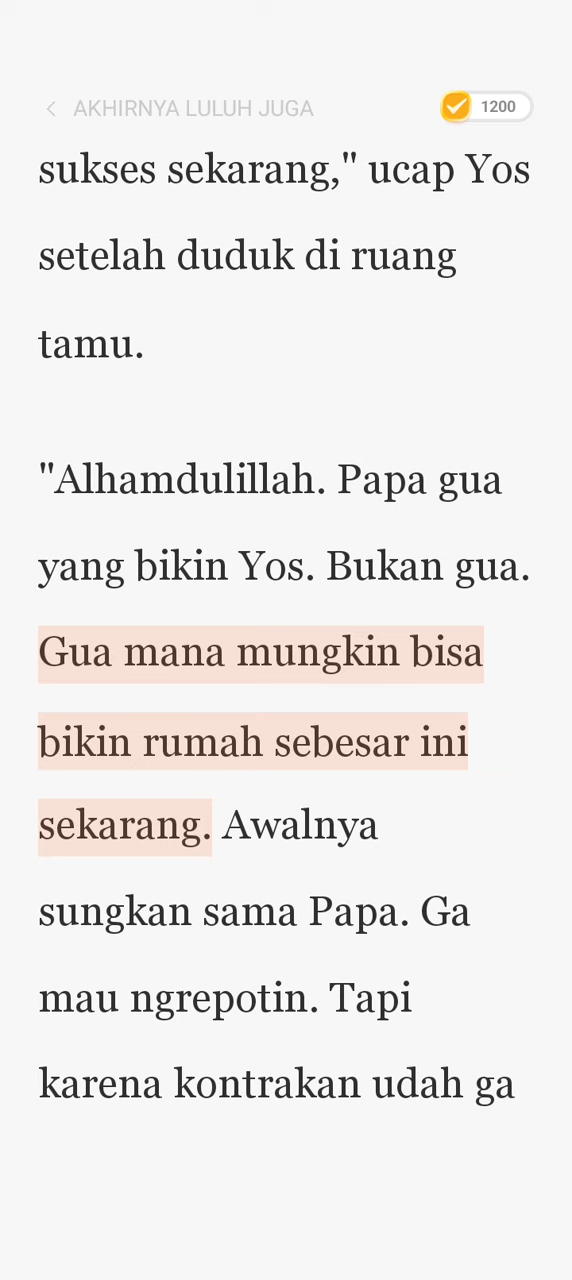 AKHIRNYA LULUH JUGA
1200
sukses sekarang," ucap Yos
setelah duduk di ruang
tamu.
"Alhamdulillah. Papa gua
yang bikin Yos. Bukan gua.
Gua mana mungkin bisa
bikin rumah sebesar ini
sekarang. Awalnya
sungkan sama Papa. Ga
mau ngrepotin. Tapi
karena kontrakan udah ga